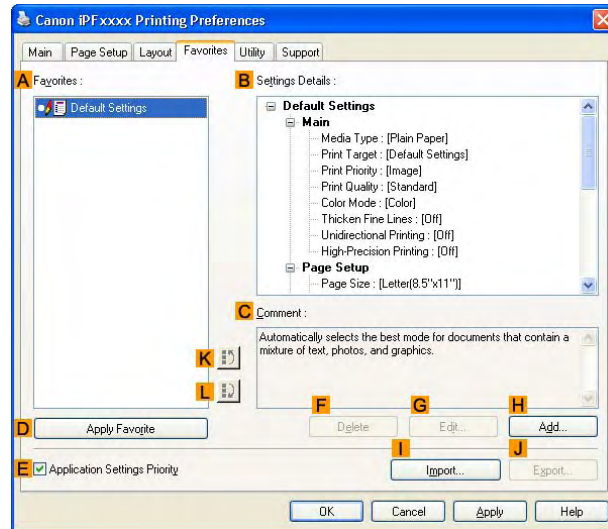 Canon iPFxxxx Printing Preferences
Main Page Setup Layout Favorites Utility Support
A Favorites :
Default Settings
B Settings Details :
Default Settings
Main
Media Type : [Plain Paper]
Print Target : [Default Settings]
Print Priority : [Image]
Print Quality : [Standard]
Color Mode : [Color]
Thicken Fine Lines : [Off]
Unidirectional Printing : [Off]
High-Precision Printing : [Off]
Page Setup
Page Size : [Letter(8.5"x11")]
C Comment :
Automatically selects the best mode for documents that contain a
mixture of text, photos, and graphics.
K
L
D Apply Favorite
F Delete
G Edit...
H Add...
E Application Settings Priority
I Import...
J Export...
OK Cancel Apply Help